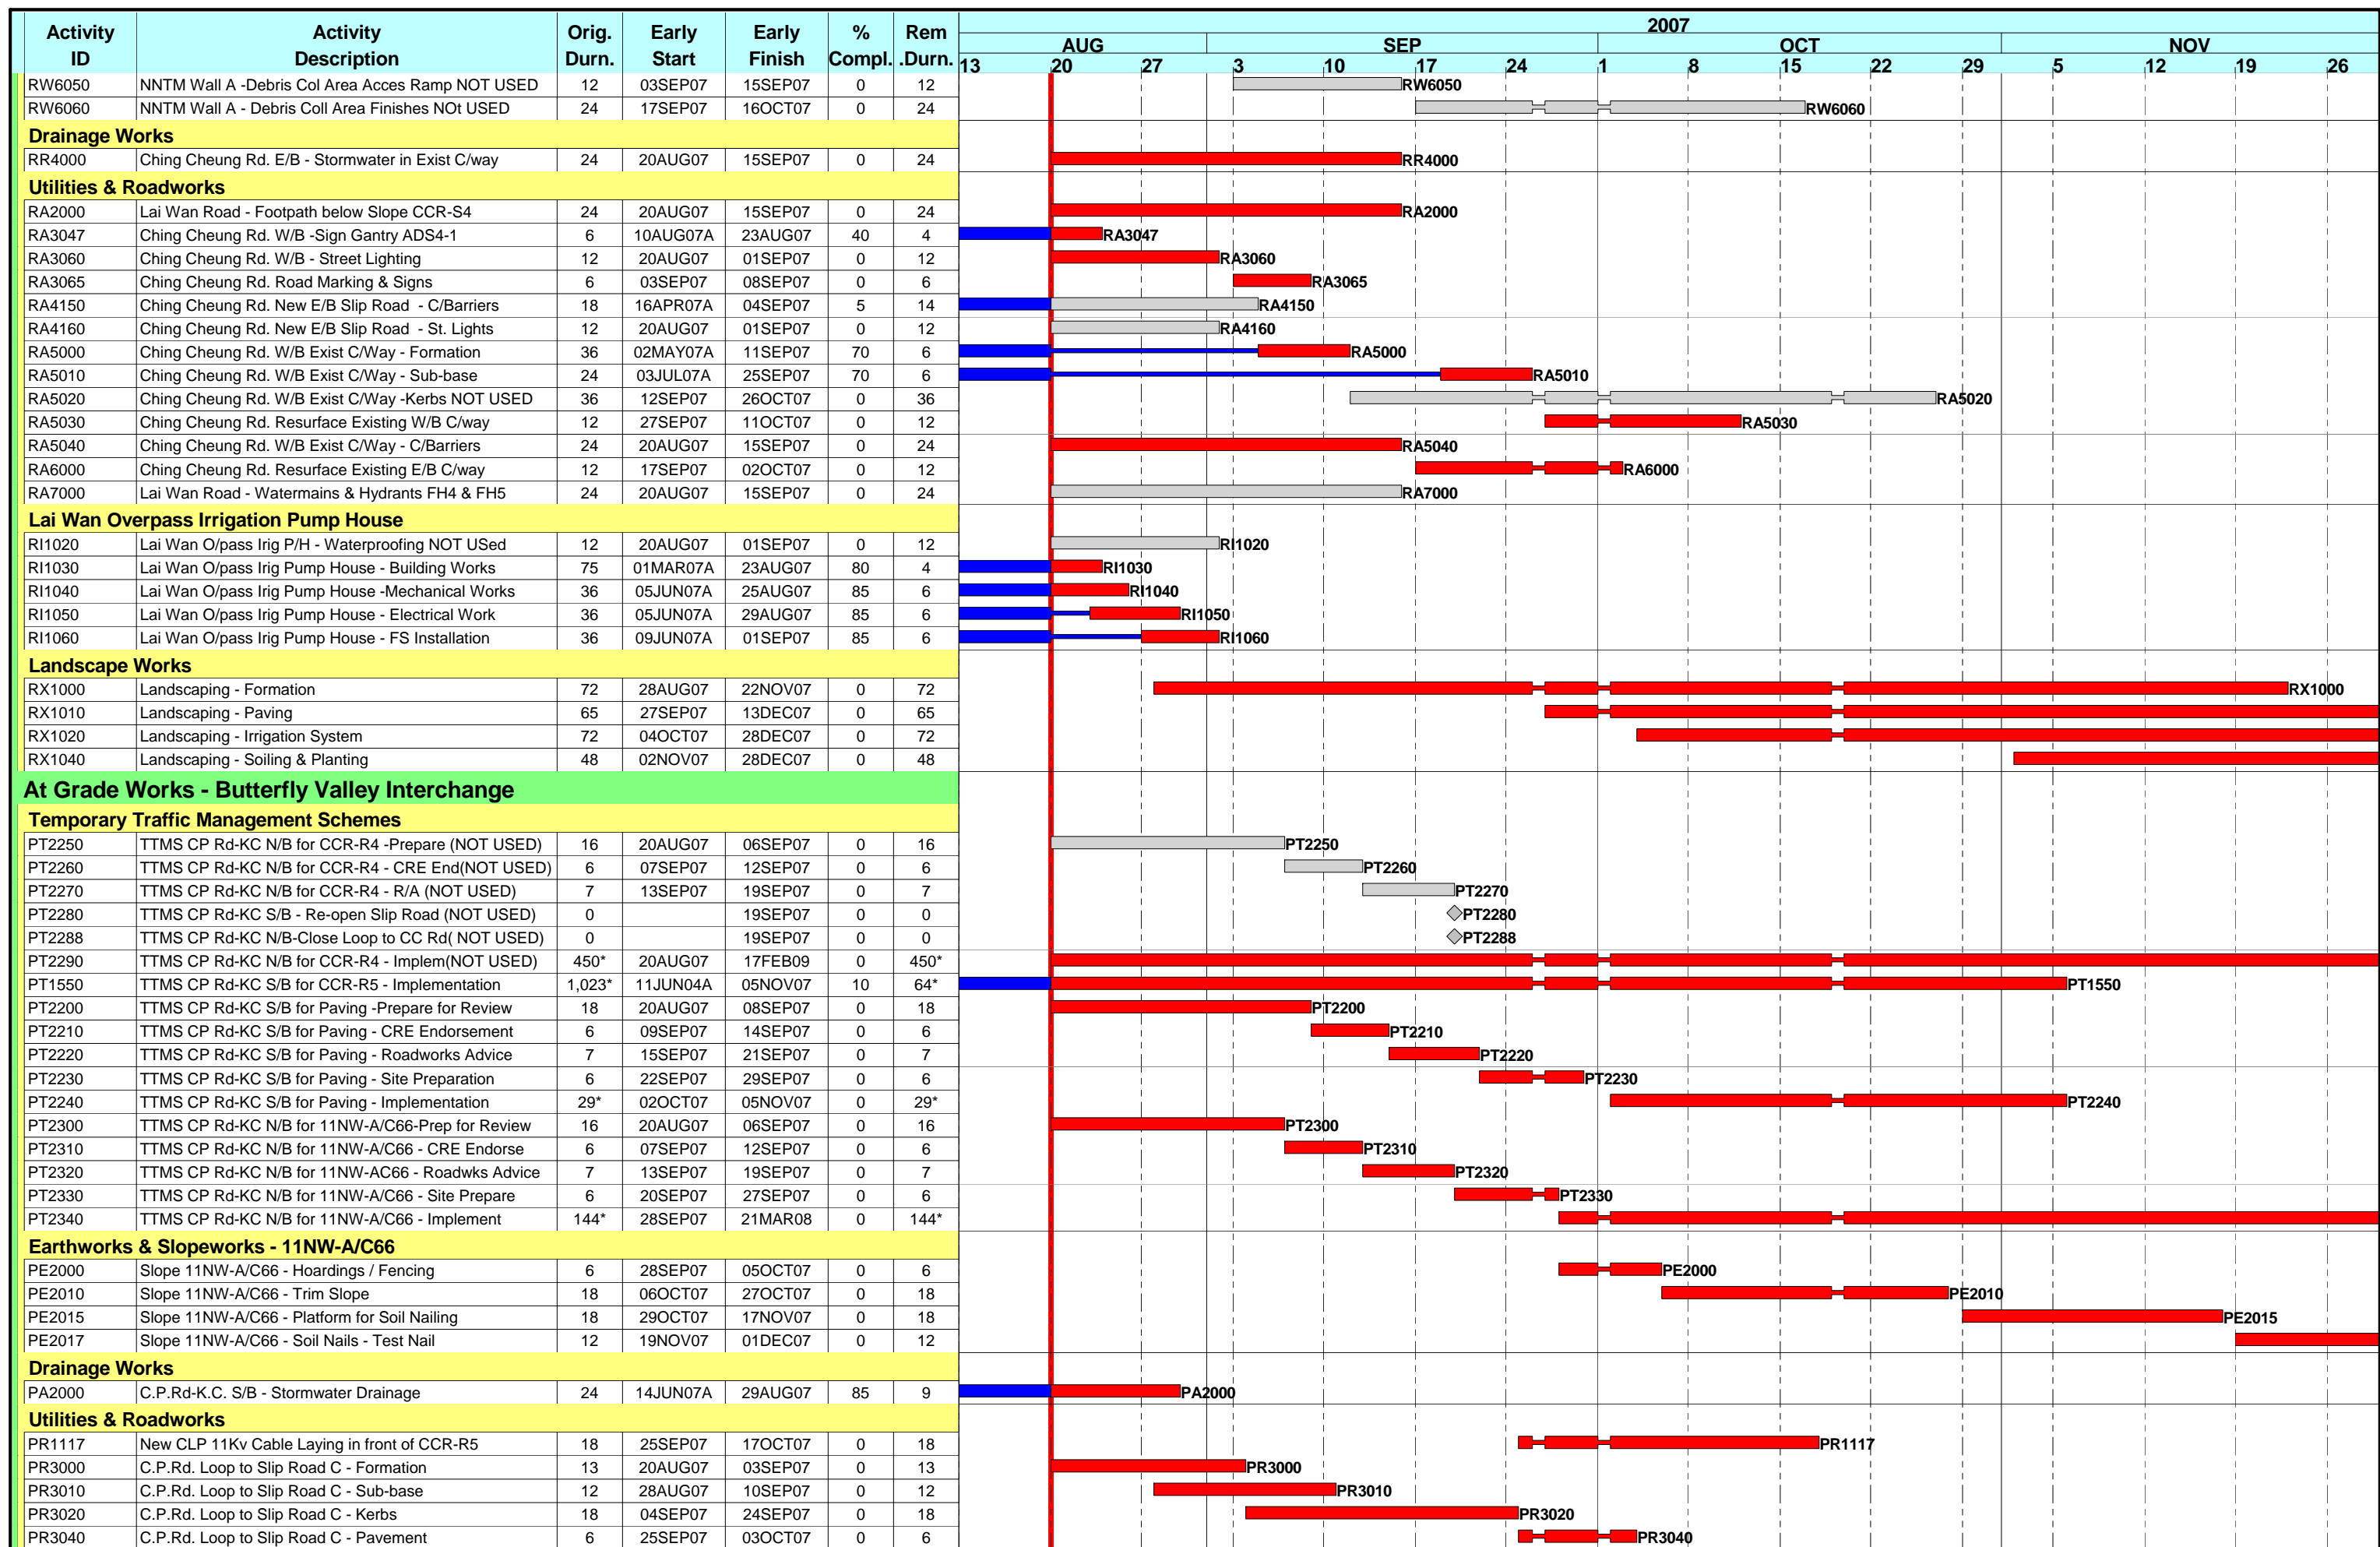 2007
Activity Activity Orig. Early Early % Rem AUG SEP OCT NOV
ID Description Durn. Start Finish Compl. .Durn. 13 20 27 3 10 17 24 1 8 15 22 29 5 12 19 26
RW6050 NNTM Wall A -Debris Col Area Acces Ramp NOT USED 12 03SEP07 15SEP07 0 12 RW6050
RW6060 NNTM Wall A - Debris Coll Area Finishes NOt USED 24 17SEP07 16OCT07 0 24 RW6060
Drainage Works
RR4000 Ching Cheung Rd. E/B - Stormwater in Exist C/way 24 20AUG07 15SEP07 0 24 RR4000
Utilities & Roadworks
RA2000 Lai Wan Road - Footpath below Slope CCR-S4 24 20AUG07 15SEP07 0 24 RA2000
RA3047 Ching Cheung Rd. W/B -Sign Gantry ADS4-1 6 10AUG07A 23AUG07 40 4 RA3047
RA3060 Ching Cheung Rd. W/B - Street Lighting 12 20AUG07 01SEP07 0 12 RA3060
RA3065 Ching Cheung Rd. Road Marking & Signs 6 03SEP07 08SEP07 0 6 RA3065
RA4150 Ching Cheung Rd. New E/B Slip Road - C/Barriers 18 16APR07A 04SEP07 5 14 RA4150
RA4160 Ching Cheung Rd. New E/B Slip Road - St. Lights 12 20AUG07 01SEP07 0 12 RA4160
RA5000 Ching Cheung Rd. W/B Exist C/Way - Formation 36 02MAY07A 11SEP07 70 6 RA5000
RA5010 Ching Cheung Rd. W/B Exist C/Way - Sub-base 24 03JUL07A 25SEP07 70 6 RA5010
RA5020 Ching Cheung Rd. W/B Exist C/Way -Kerbs NOT USED 36 12SEP07 26OCT07 0 36 RA5020
RA5030 Ching Cheung Rd. Resurface Existing W/B C/way 12 27SEP07 11OCT07 0 12 RA5030
RA5040 Ching Cheung Rd. W/B Exist C/Way - C/Barriers 24 20AUG07 15SEP07 0 24 RA5040
RA6000 Ching Cheung Rd. Resurface Existing E/B C/way 12 17SEP07 02OCT07 0 12 RA6000
RA7000 Lai Wan Road - Watermains & Hydrants FH4 & FH5 24 20AUG07 15SEP07 0 24 RA7000
Lai Wan Overpass Irrigation Pump House
RI1020 Lai Wan O/pass Irig P/H - Waterproofing NOT USed 12 20AUG07 01SEP07 0 12 RI1020
RI1030 Lai Wan O/pass Irig Pump House - Building Works 75 01MAR07A 23AUG07 80 4 RI1030
RI1040 Lai Wan O/pass Irig Pump House -Mechanical Works 36 05JUN07A 25AUG07 85 6 RI1040
RI1050 Lai Wan O/pass Irig Pump House - Electrical Work 36 05JUN07A 29AUG07 85 6 RI1050
RI1060 Lai Wan O/pass Irig Pump House - FS Installation 36 09JUN07A 01SEP07 85 6 RI1060
Landscape Works
RX1000 Landscaping - Formation 72 28AUG07 22NOV07 0 72 RX1000
RX1010 Landscaping - Paving 65 27SEP07 13DEC07 0 65
RX1020 Landscaping - Irrigation System 72 04OCT07 28DEC07 0 72
RX1040 Landscaping - Soiling & Planting 48 02NOV07 28DEC07 0 48
At Grade Works - Butterfly Valley Interchange
Temporary Traffic Management Schemes
PT2250 TTMS CP Rd-KC N/B for CCR-R4 -Prepare (NOT USED) 16 20AUG07 06SEP07 0 16 PT2250
PT2260 TTMS CP Rd-KC N/B for CCR-R4 - CRE End(NOT USED) 6 07SEP07 12SEP07 0 6 PT2260
PT2270 TTMS CP Rd-KC N/B for CCR-R4 - R/A (NOT USED) 7 13SEP07 19SEP07 0 7 PT2270
PT2280 TTMS CP Rd-KC S/B - Re-open Slip Road (NOT USED) 0 19SEP07 0 0 PT2280
PT2288 TTMS CP Rd-KC N/B-Close Loop to CC Rd( NOT USED) 0 19SEP07 0 0 PT2288
PT2290 TTMS CP Rd-KC N/B for CCR-R4 - Implem(NOT USED) 450* 20AUG07 17FEB09 0 450*
PT1550 TTMS CP Rd-KC S/B for CCR-R5 - Implementation 1,023* 11JUN04A 05NOV07 10 64* PT1550
PT2200 TTMS CP Rd-KC S/B for Paving -Prepare for Review 18 20AUG07 08SEP07 0 18 PT2200
PT2210 TTMS CP Rd-KC S/B for Paving - CRE Endorsement 6 09SEP07 14SEP07 0 6 PT2210
PT2220 TTMS CP Rd-KC S/B for Paving - Roadworks Advice 7 15SEP07 21SEP07 0 7 PT2220
PT2230 TTMS CP Rd-KC S/B for Paving - Site Preparation 6 22SEP07 29SEP07 0 6 PT2230
PT2240 TTMS CP Rd-KC S/B for Paving - Implementation 29* 02OCT07 05NOV07 0 29* PT2240
PT2300 TTMS CP Rd-KC N/B for 11NW-A/C66-Prep for Review 16 20AUG07 06SEP07 0 16 PT2300
PT2310 TTMS CP Rd-KC N/B for 11NW-A/C66 - CRE Endorse 6 07SEP07 12SEP07 0 6 PT2310
PT2320 TTMS CP Rd-KC N/B for 11NW-AC66 - Roadwks Advice 7 13SEP07 19SEP07 0 7 PT2320
PT2330 TTMS CP Rd-KC N/B for 11NW-A/C66 - Site Prepare 6 20SEP07 27SEP07 0 6 PT2330
PT2340 TTMS CP Rd-KC N/B for 11NW-A/C66 - Implement 144* 28SEP07 21MAR08 0 144*
Earthworks & Slopeworks - 11NW-A/C66
PE2000 Slope 11NW-A/C66 - Hoardings / Fencing 6 28SEP07 05OCT07 0 6 PE2000
PE2010 Slope 11NW-A/C66 - Trim Slope 18 06OCT07 27OCT07 0 18 PE2010
PE2015 Slope 11NW-A/C66 - Platform for Soil Nailing 18 29OCT07 17NOV07 0 18 PE2015
PE2017 Slope 11NW-A/C66 - Soil Nails - Test Nail 12 19NOV07 01DEC07 0 12
Drainage Works
PA2000 C.P.Rd-K.C. S/B - Stormwater Drainage 24 14JUN07A 29AUG07 85 9 PA2000
Utilities & Roadworks
PR1117 New CLP 11Kv Cable Laying in front of CCR-R5 18 25SEP07 17OCT07 0 18 PR1117
PR3000 C.P.Rd. Loop to Slip Road C - Formation 13 20AUG07 03SEP07 0 13 PR3000
PR3010 C.P.Rd. Loop to Slip Road C - Sub-base 12 28AUG07 10SEP07 0 12 PR3010
PR3020 C.P.Rd. Loop to Slip Road C - Kerbs 18 04SEP07 24SEP07 0 18 PR3020
PR3040 C.P.Rd. Loop to Slip Road C - Pavement 6 25SEP07 03OCT07 0 6 PR3040